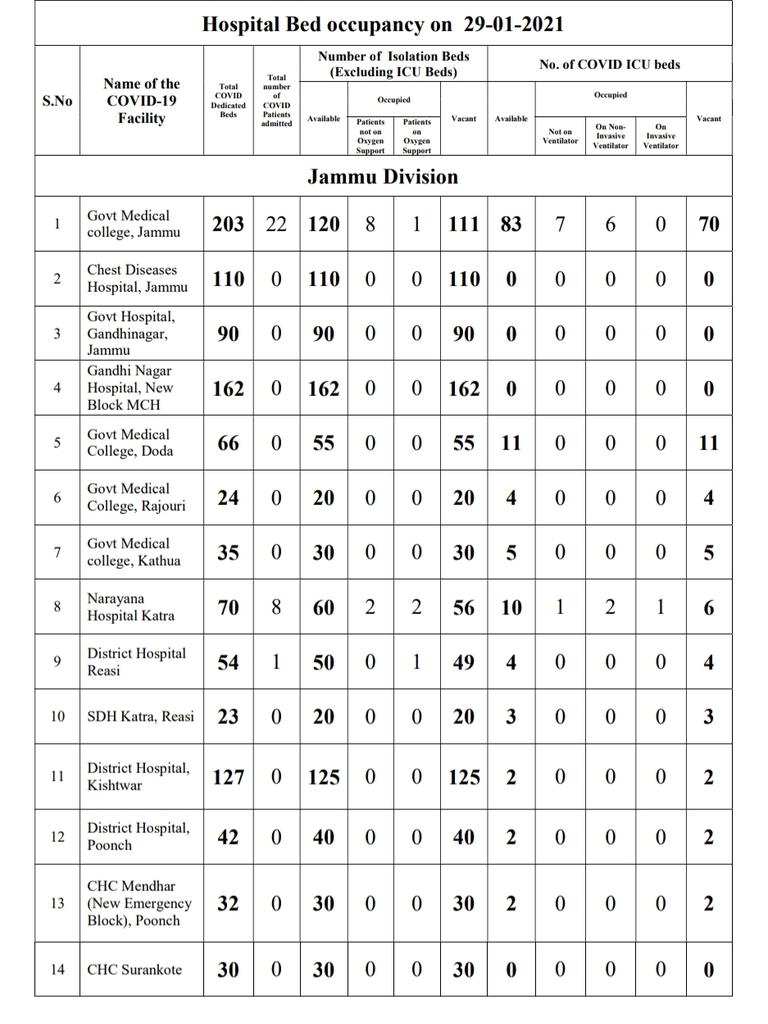 Hospital Bed occupancy on 29-01-2021
S.No Name of the COVID-19 Facility Total COVID Dedicated Beds Total number of COVID Patients admitted Number of Isolation Beds (Excluding ICU Beds) No. of COVID ICU beds
Available Occupied Vacant Available Occupied Vacant
Patients not on Oxygen Support Patients on Oxygen Support Not on Ventilator On Non-Invasive Ventilator On Invasive Ventilator
Jammu Division
1 Govt Medical college, Jammu 203 22 120 8 1 111 83 7 6 0 70
2 Chest Diseases Hospital, Jammu 110 0 110 0 0 110 0 0 0 0 0
3 Govt Hospital, Gandhinagar, Jammu 90 0 90 0 0 90 0 0 0 0 0
4 Gandhi Nagar Hospital, New Block MCH 162 0 162 0 0 162 0 0 0 0 0
5 Govt Medical College, Doda 66 0 55 0 0 55 11 0 0 0 11
6 Govt Medical College, Rajouri 24 0 20 0 0 20 4 0 0 0 4
7 Govt Medical college, Kathua 35 0 30 0 0 30 5 0 0 0 5
8 Narayana Hospital Katra 70 8 60 2 2 56 10 1 2 1 6
9 District Hospital Reasi 54 1 50 0 1 49 4 0 0 0 4
10 SDH Katra, Reasi 23 0 20 0 0 20 3 0 0 0 3
11 District Hospital, Kishtwar 127 0 125 0 0 125 2 0 0 0 2
12 District Hospital, Poonch 42 0 40 0 0 40 2 0 0 0 2
13 CHC Mendhar (New Emergency Block), Poonch 32 0 30 0 0 30 2 0 0 0 2
14 CHC Surankote 30 0 30 0 0 30 0 0 0 0 0